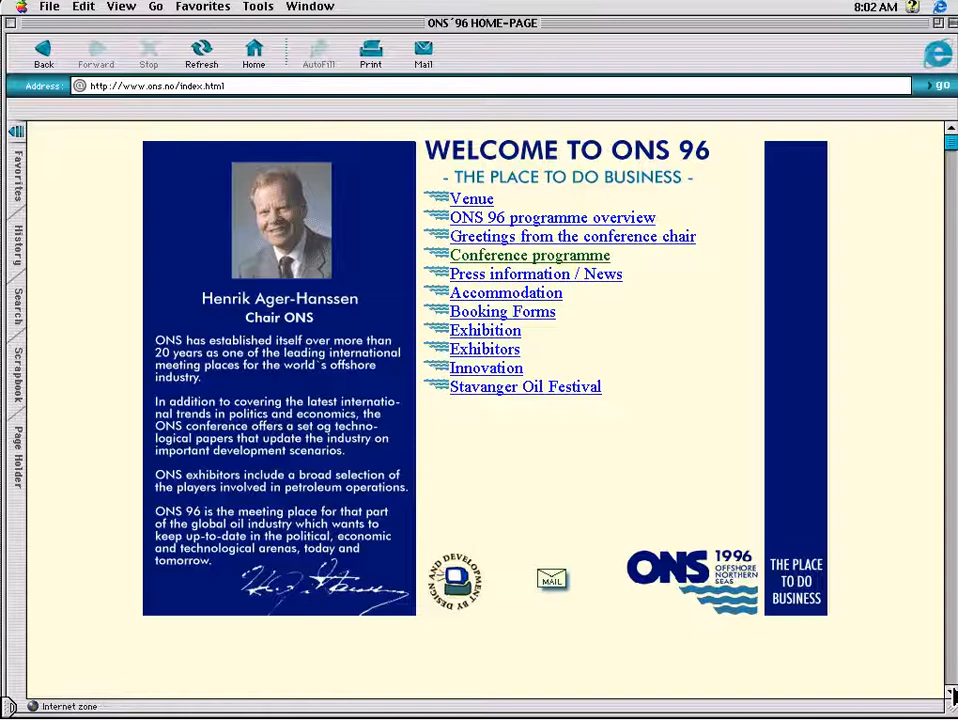 File Edit View Go Favorites Tools Window 8:02 AM
ONS ´96 HOME-PAGE
Back Forward Stop Refresh Home AutoFill Print Mail
Address: http://www.ons.no/index.html go
Favorites
History
Search
Scrapbook
Page Holder
Henrik Ager-Hanssen
Chair ONS
ONS has established itself over more than
20 years as one of the leading international
meeting places for the world`s offshore
industry.
In addition to covering the latest internatio-
nal trends in politics and economics, the
ONS conference offers a set og techno-
logical papers that update the industry on
important development scenarios.
ONS exhibitors include a broad selection of
the players involved in petroleum operations.
ONS 96 is the meeting place for that part
of the global oil industry which wants to
keep up-to-date in the political, economic
and technological arenas, today and
tomorrow.
WELCOME TO ONS 96
- THE PLACE TO DO BUSINESS -
Venue
ONS 96 programme overview
Greetings from the conference chair
Conference programme
Press information / News
Accommodation
Booking Forms
Exhibition
Exhibitors
Innovation
Stavanger Oil Festival
DESIGN AND DEVELOPMENT BY
MAIL
ONS 1996
OFFSHORE
NORTHERN
SEAS
THE PLACE
TO DO
BUSINESS
Internet zone